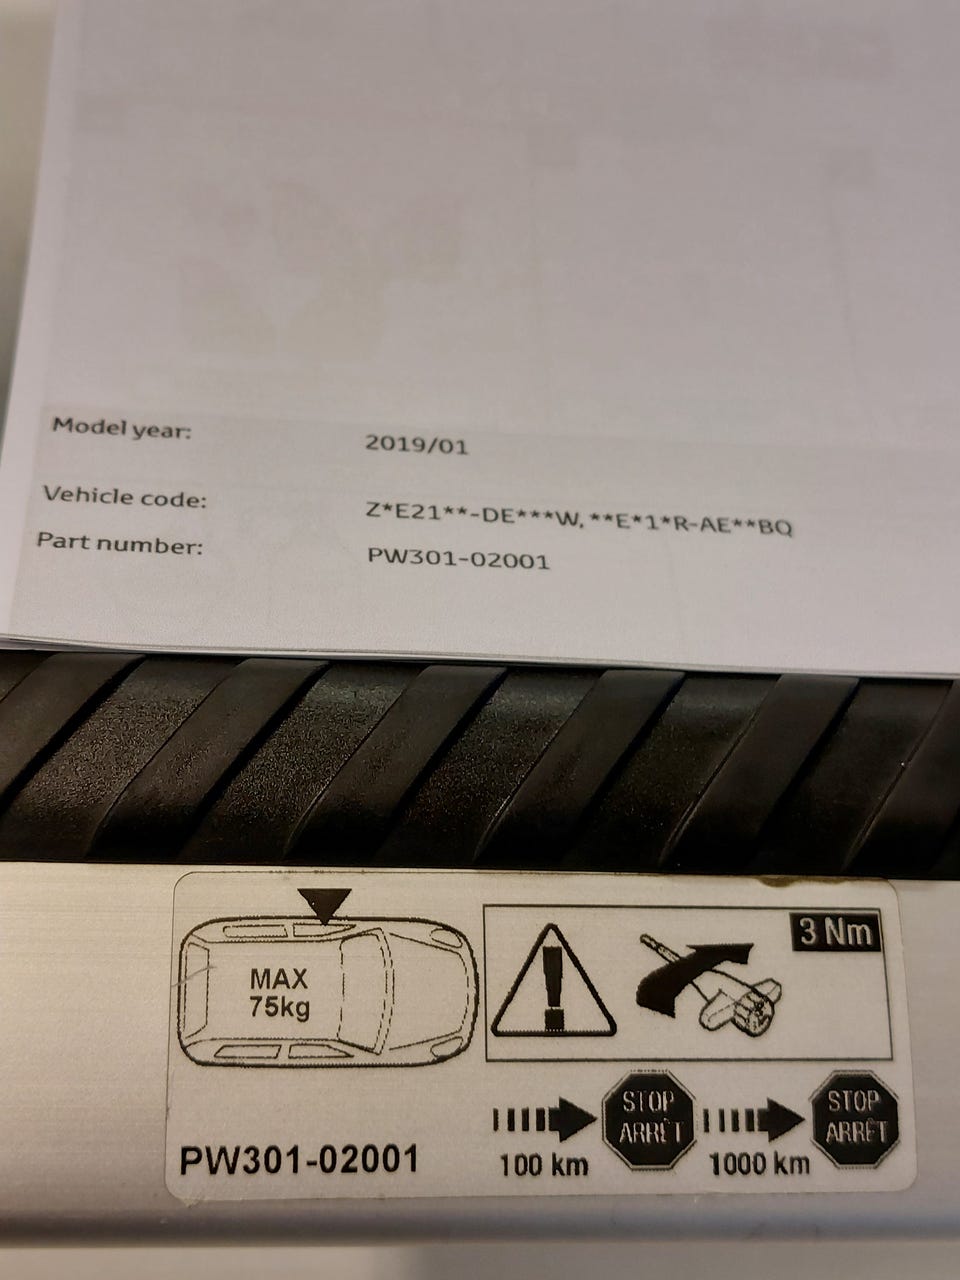 Model year: 2019/01
Vehicle code: Z*E21**-DE***W, **E*1*R-AE**BQ
Part number: PW301-02001
MAX
75kg
3 Nm
STOP
ARRÊT
STOP
ARRÊT
100 km
1000 km
PW301-02001